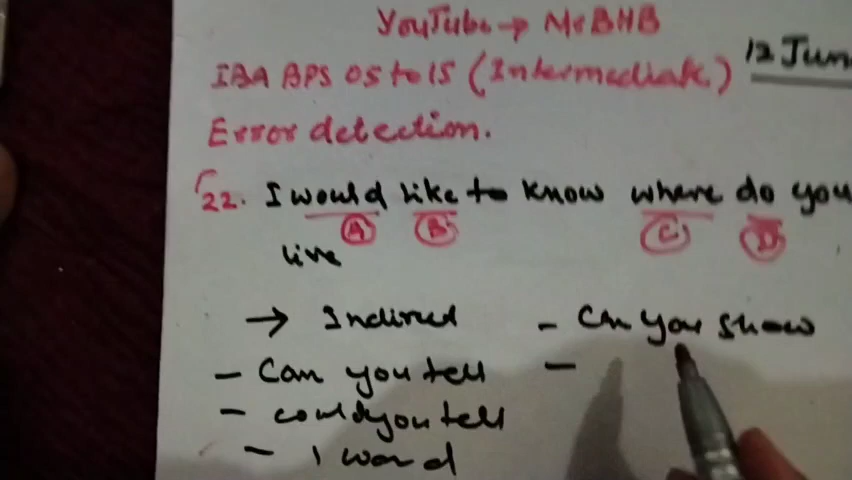 YouTube → MrBHB
12 Jun
IBA BPS 05 to 15 (Intermediate)
Error detection.
22. I would like to know where do you
A B C D
live
→ Indirect - Can you show
- Can you tell -
- could you tell
- I